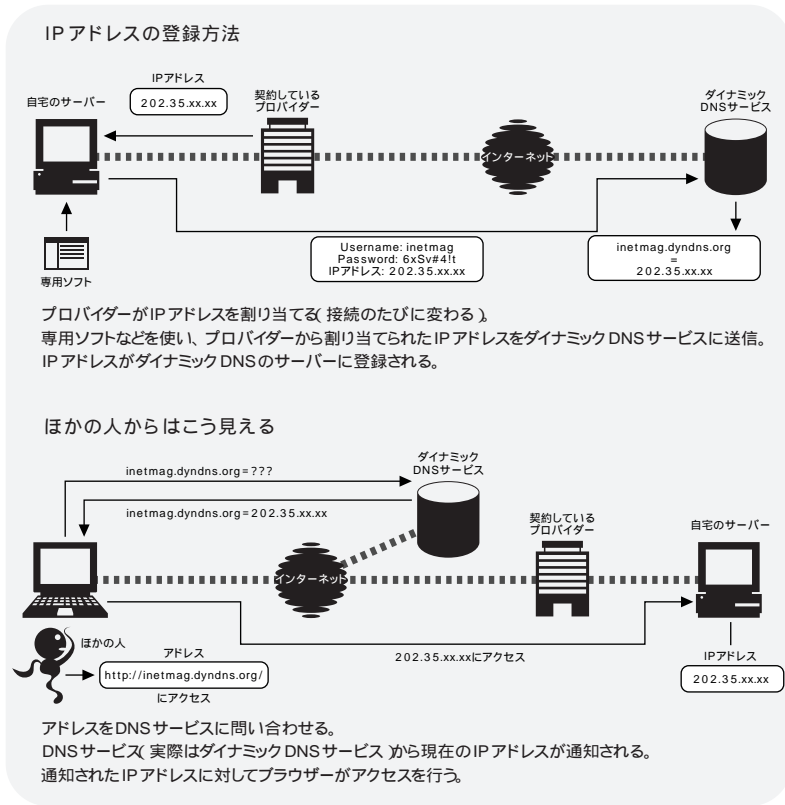 IPアドレスの登録方法
IPアドレス
202.35.xx.xx
自宅のサーバー
契約している
プロバイダー
インターネット
ダイナミック
DNSサービス
専用ソフト
Username: inetmag
Password: 6xSv#4!t
IPアドレス: 202.35.xx.xx
inetmag.dyndns.org
=
202.35.xx.xx
プロバイダーがIPアドレスを割り当てる(接続のたびに変わる)。
専用ソフトなどを使い、プロバイダーから割り当てられたIPアドレスをダイナミックDNSサービスに送信。
IPアドレスがダイナミックDNSのサーバーに登録される。
ほかの人からはこう見える
inetmag.dyndns.org=???
inetmag.dyndns.org=202.35.xx.xx
ダイナミック
DNSサービス
契約している
プロバイダー
自宅のサーバー
インターネット
ほかの人
アドレス
http://inetmag.dyndns.org/
にアクセス
202.35.xx.xxにアクセス
IPアドレス
202.35.xx.xx
アドレスをDNSサービスに問い合わせる。
DNSサービス(実際はダイナミックDNSサービス)から現在のIPアドレスが通知される。
通知されたIPアドレスに対してブラウザーがアクセスを行う。